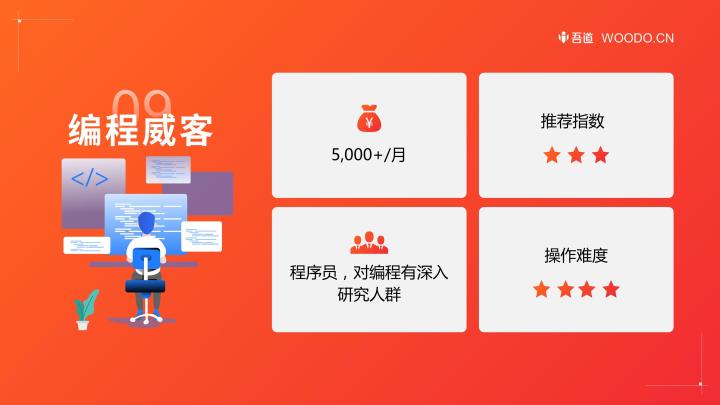 吾道 WOODO.CN
09
编程威客
</>
¥
5,000+/月
推荐指数
程序员，对编程有深入
研究人群
操作难度